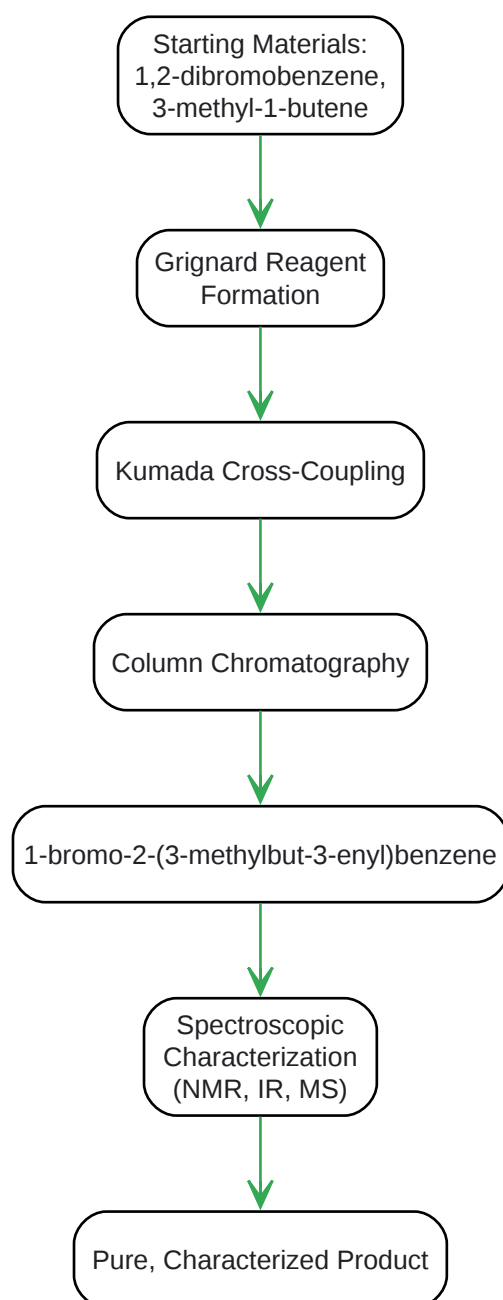 Starting Materials:
1,2-dibromobenzene,
3-methyl-1-butene
Grignard Reagent
Formation
Kumada Cross-Coupling
Column Chromatography
1-bromo-2-(3-methylbut-3-enyl)benzene
Spectroscopic
Characterization
(NMR, IR, MS)
Pure, Characterized Product